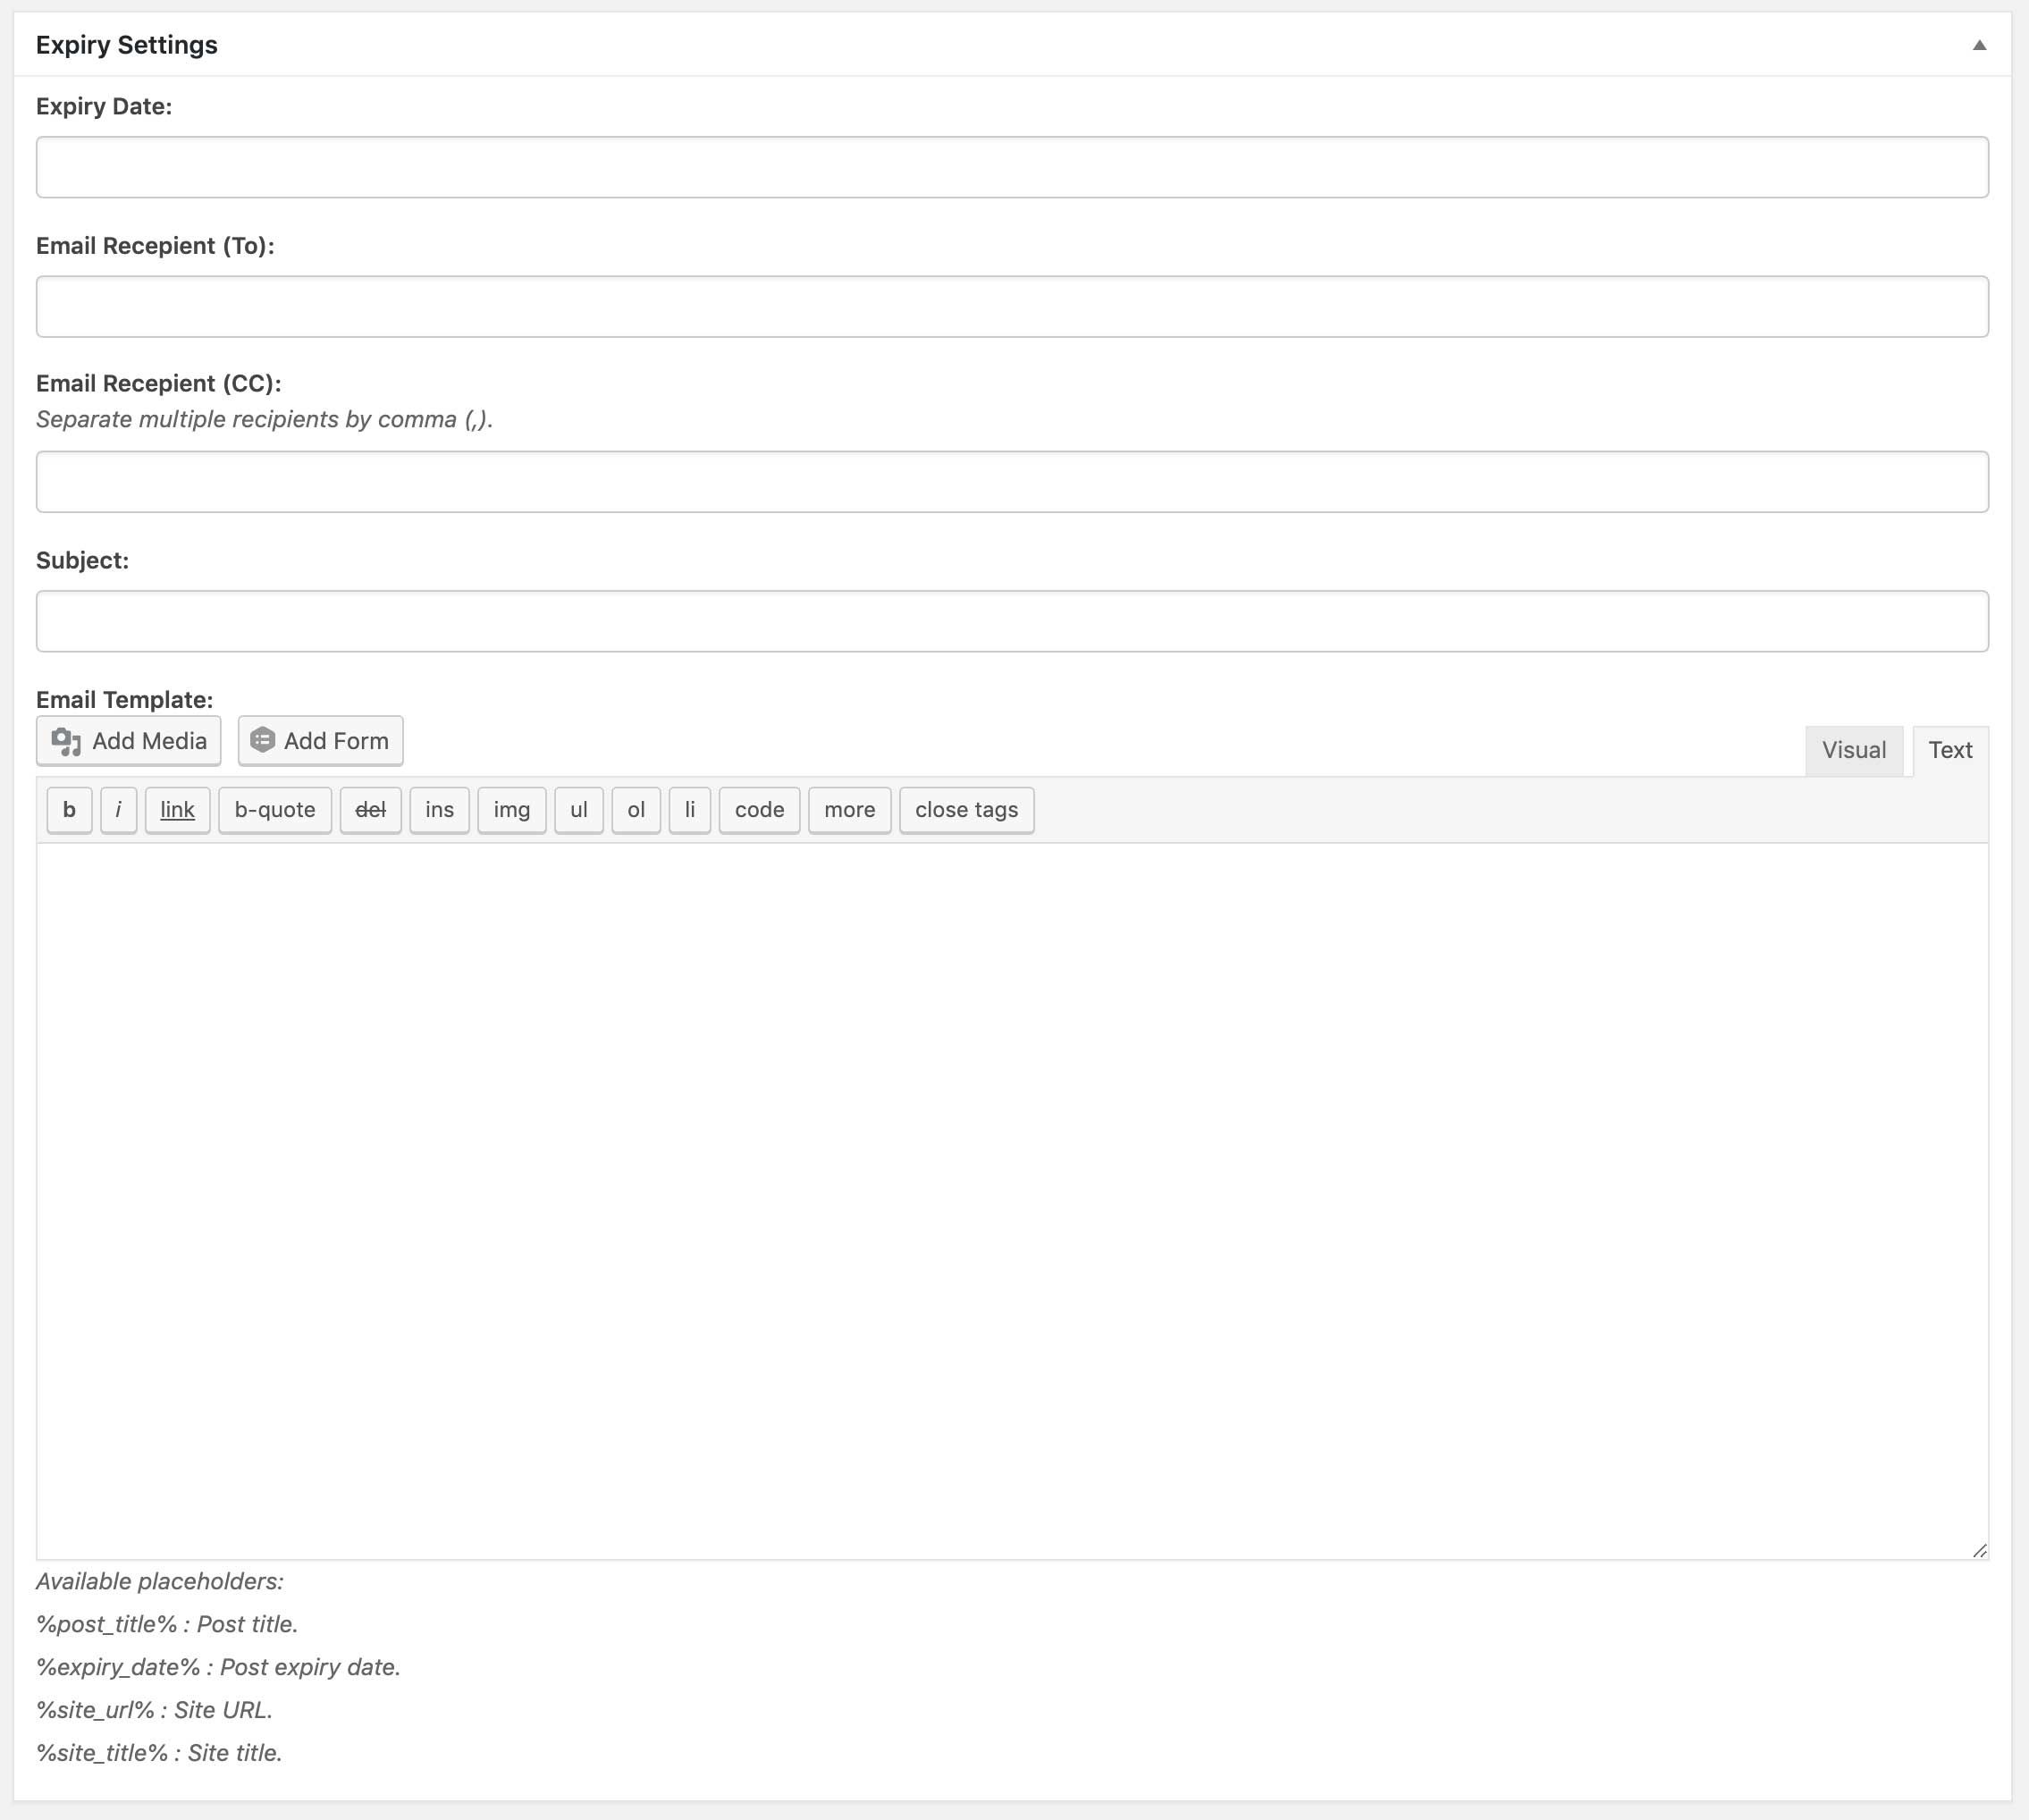 Expiry Settings
Expiry Date:
Email Recepient (To):
Email Recepient (CC):
Separate multiple recipients by comma (,).
Subject:
Email Template:
Add Media Add Form Visual Text
b i link b-quote del ins img ul ol li code more close tags
Available placeholders:
%post_title% : Post title.
%expiry_date% : Post expiry date.
%site_url% : Site URL.
%site_title% : Site title.